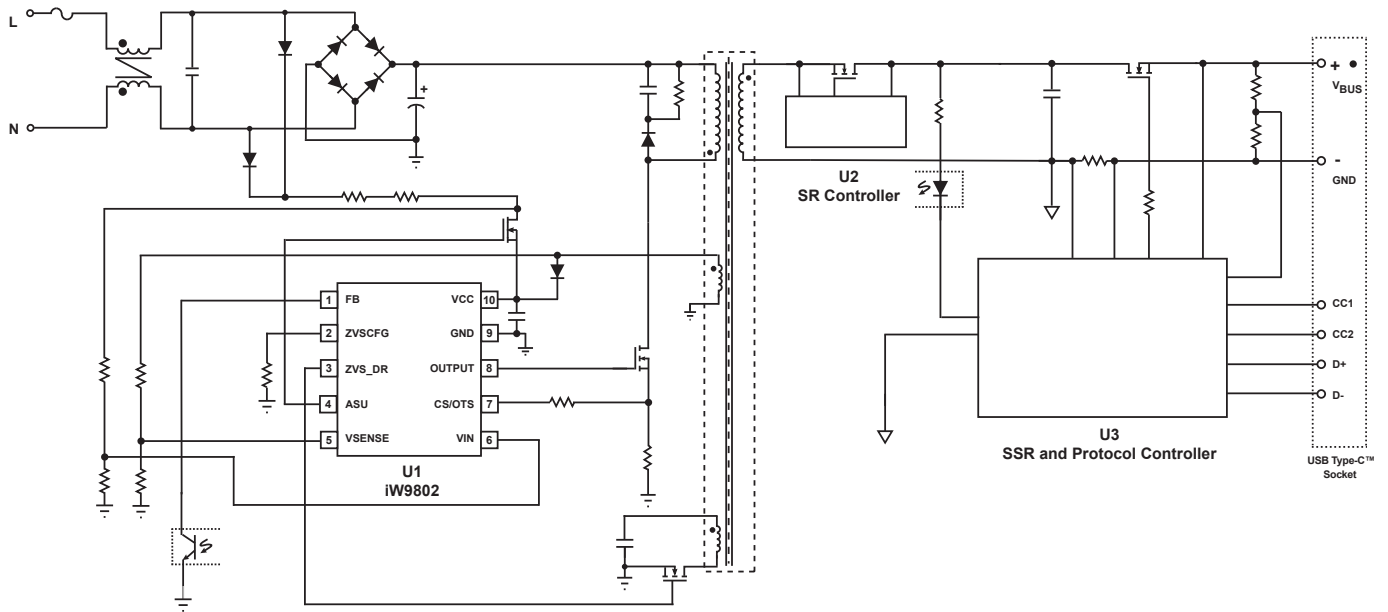 L
N
+
+
VBUS
-
GND
U2
SR Controller
1 FB
2 ZVSCFG
3 ZVS_DR
4 ASU
5 VSENSE
VCC 10
GND 9
OUTPUT 8
CS/OTS 7
VIN 6
U1
iW9802
CC1
CC2
D+
D-
U3
SSR and Protocol Controller
USB Type-C™
Socket